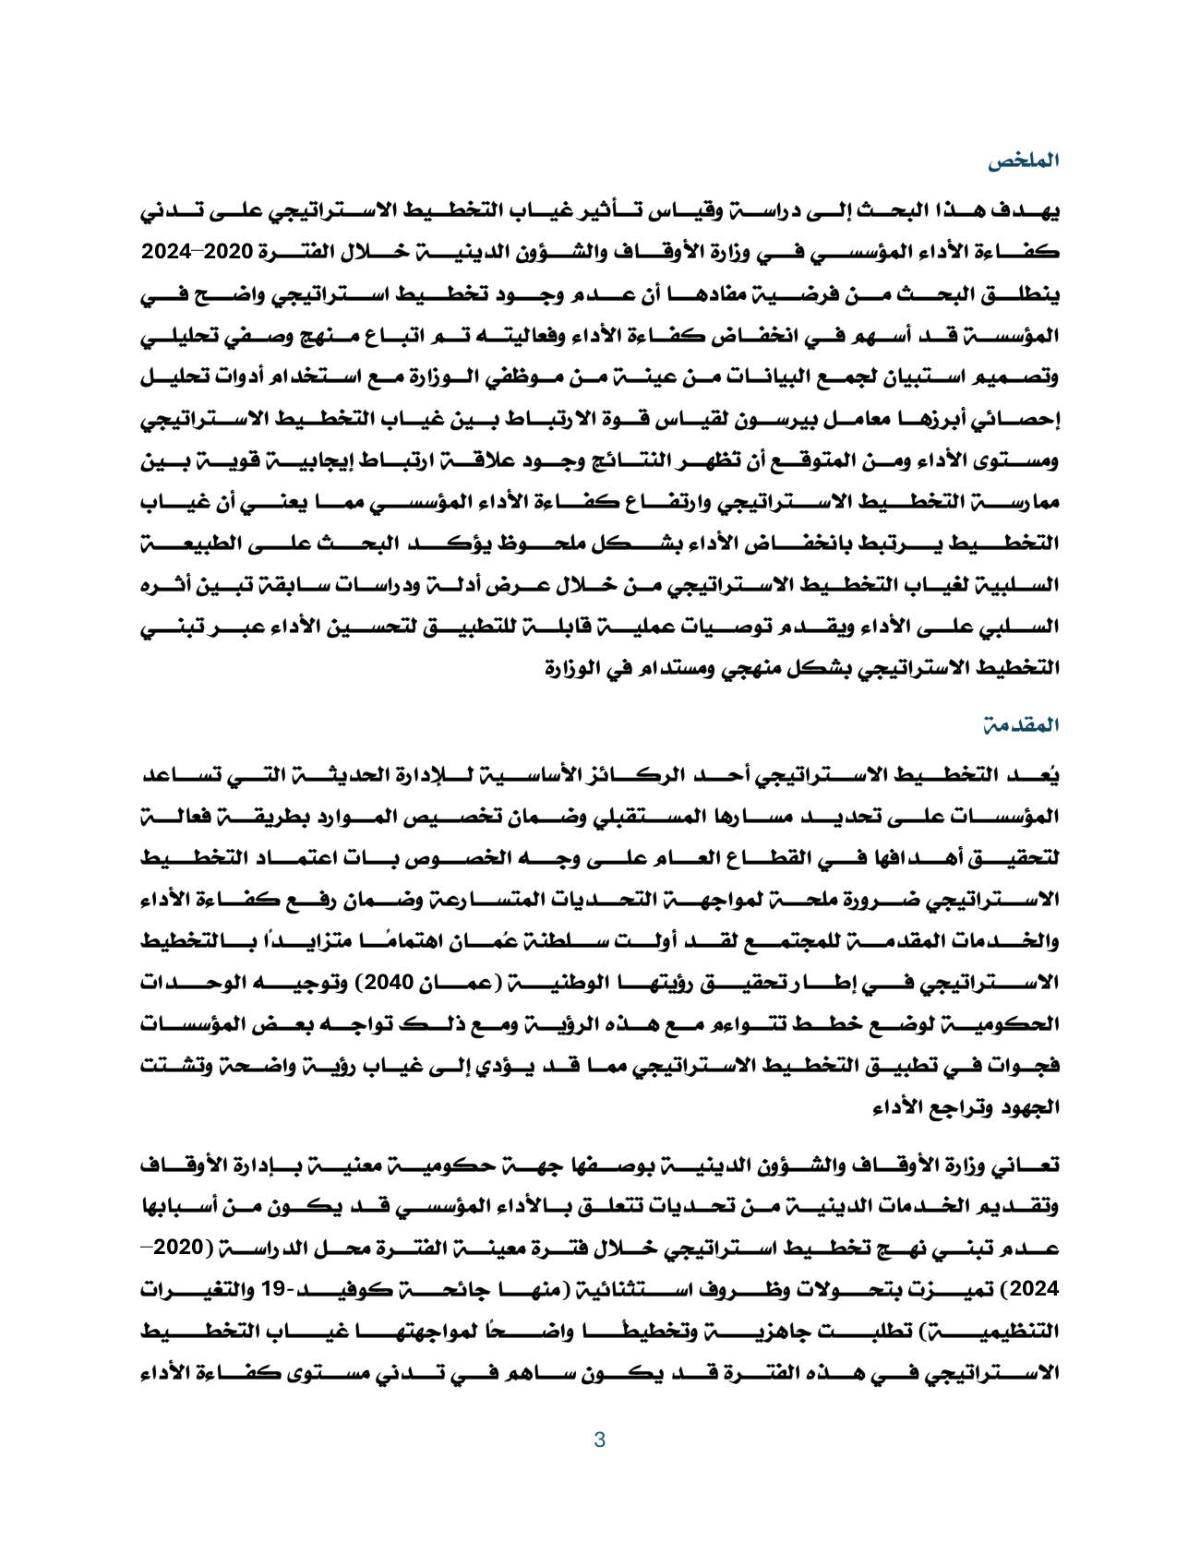 الملخص
يهدف هذا البحث إلى دراسة وقياس تأثير غياب التخطيط الاستراتيجي على تدني
كفاءة الأداء المؤسسي في وزارة الأوقاف والشؤون الدينية خلال الفترة 2020–2024
ينطلق البحث من فرضية مفادها أن عدم وجود تخطيط استراتيجي واضح في
المؤسسة قد أسهم في انخفاض كفاءة الأداء وفعاليته تم اتباع منهج وصفي تحليلي
وتصميم استبيان لجمع البيانات من عينة من موظفي الوزارة مع استخدام أدوات تحليل
إحصائي أبرزها معامل بيرسون لقياس قوة الارتباط بين غياب التخطيط الاستراتيجي
ومستوى الأداء ومن المتوقع أن تظهر النتائج وجود علاقة ارتباط إيجابية قوية بين
ممارسة التخطيط الاستراتيجي وارتفاع كفاءة الأداء المؤسسي مما يعني أن غياب
التخطيط يرتبط بانخفاض الأداء بشكل ملحوظ يؤكد البحث على الطبيعة
السلبية لغياب التخطيط الاستراتيجي من خلال عرض أدلة ودراسات سابقة تبين أثره
السلبي على الأداء ويقدم توصيات عملية قابلة للتطبيق لتحسين الأداء عبر تبني
التخطيط الاستراتيجي بشكل منهجي ومستدام في الوزارة
المقدمة
يُعد التخطيط الاستراتيجي أحد الركائز الأساسية للإدارة الحديثة التي تساعد
المؤسسات على تحديد مسارها المستقبلي وضمان تخصيص الموارد بطريقة فعالة
لتحقيق أهدافها في القطاع العام على وجه الخصوص بات اعتماد التخطيط
الاستراتيجي ضرورة ملحة لمواجهة التحديات المتسارعة وضمان رفع كفاءة الأداء
والخدمات المقدمة للمجتمع لقد أولت سلطنة عُمان اهتمامًا متزايدًا بالتخطيط
الاستراتيجي في إطار تحقيق رؤيتها الوطنية (عمان 2040) وتوجيه الوحدات
الحكومية لوضع خطط تتواءم مع هذه الرؤية ومع ذلك تواجه بعض المؤسسات
فجوات في تطبيق التخطيط الاستراتيجي مما قد يؤدي إلى غياب رؤية واضحة وتشتت
الجهود وتراجع الأداء
تعاني وزارة الأوقاف والشؤون الدينية بوصفها جهة حكومية معنية بإدارة الأوقاف
وتقديم الخدمات الدينية من تحديات تتعلق بالأداء المؤسسي قد يكون من أسبابها
عدم تبني نهج تخطيط استراتيجي خلال فترة معينة الفترة محل الدراسة (2020–
2024) تميزت بتحولات وظروف استثنائية (منها جائحة كوفيد-19 والتغيرات
التنظيمية) تطلبت جاهزية وتخطيطًا واضحًا لمواجهتها غياب التخطيط
الاستراتيجي في هذه الفترة قد يكون ساهم في تدني مستوى كفاءة الأداء
3